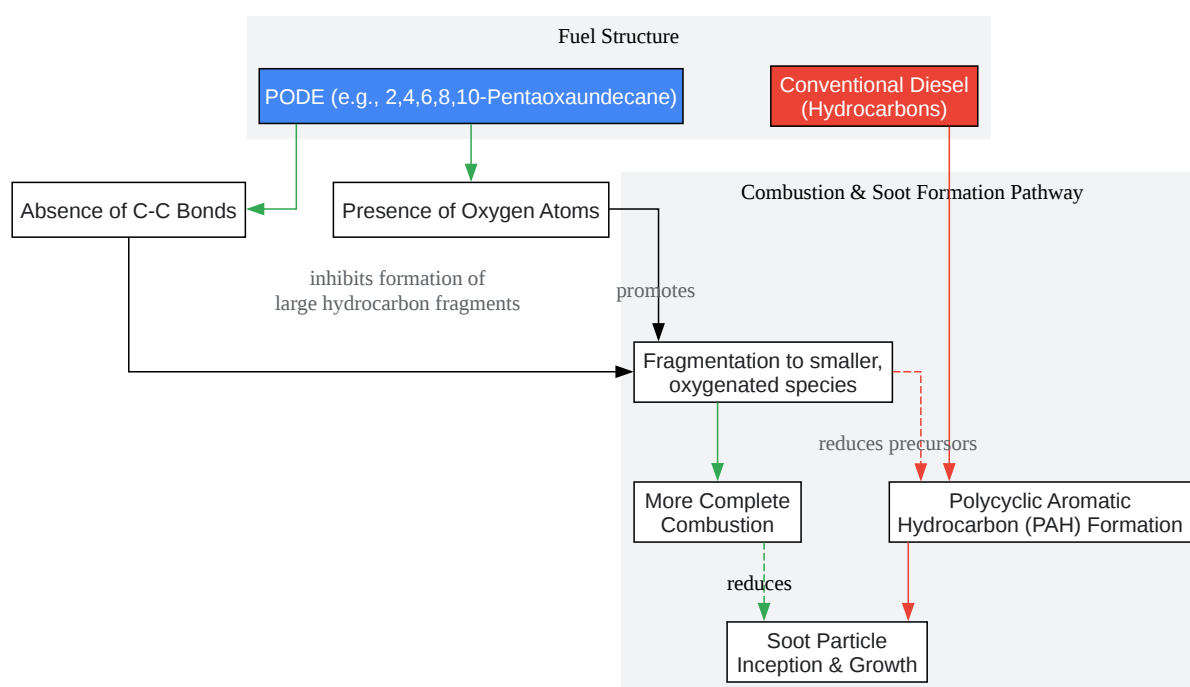 Fuel Structure
PODE (e.g., 2,4,6,8,10-Pentaoxaundecane)
Conventional Diesel
(Hydrocarbons)
Combustion & Soot Formation Pathway
Absence of C-C Bonds
Presence of Oxygen Atoms
inhibits formation of
large hydrocarbon fragments
promotes
Fragmentation to smaller,
oxygenated species
reduces precursors
More Complete
Combustion
Polycyclic Aromatic
Hydrocarbon (PAH) Formation
reduces
Soot Particle
Inception & Growth